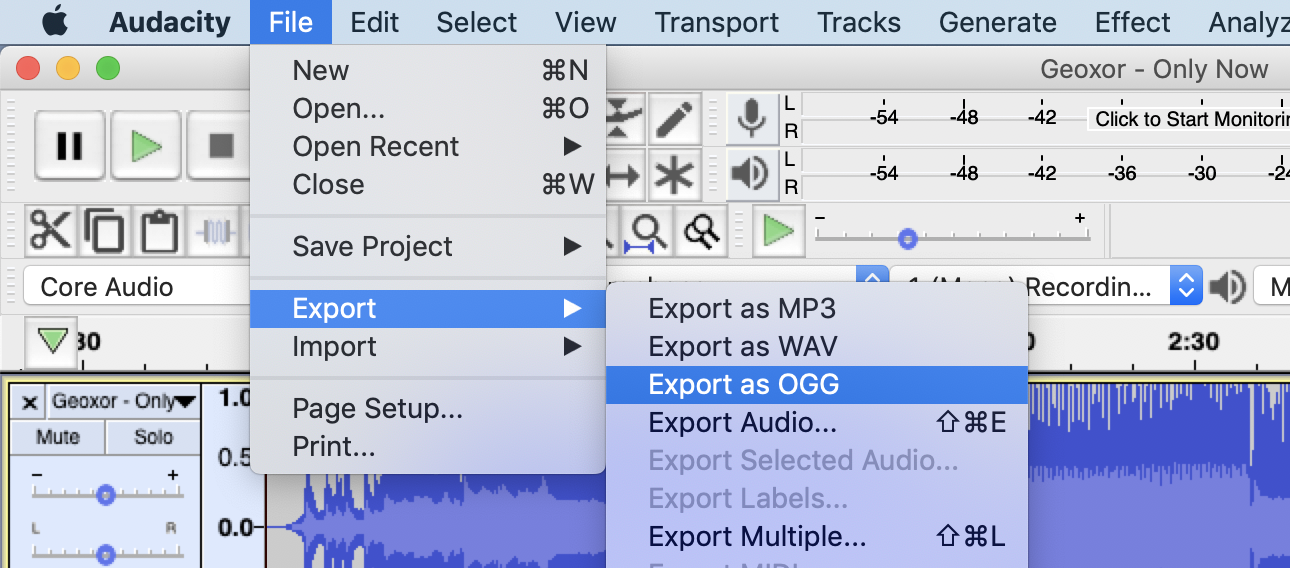 Audacity File Edit Select View Transport Tracks Generate Effect Analyz
Geoxor - Only Now
New ⌘N
Open... ⌘O
Open Recent ▶
Close ⌘W
Save Project ▶
Export ▶
Import ▶
Page Setup...
Print...
Export as MP3
Export as WAV
Export as OGG
Export Audio... ⇧⌘E
Export Selected Audio...
Export Labels...
Export Multiple... ⇧⌘L
L
R
-54 -48 -42 Click to Start Monitorin
L
R
-54 -48 -42 -36 -30 -24
- +
Core Audio
1 (Mono) Recordin... M
30 2:30
x Geoxor - Only
Mute Solo
- +
L R
1.0
0.5
0.0